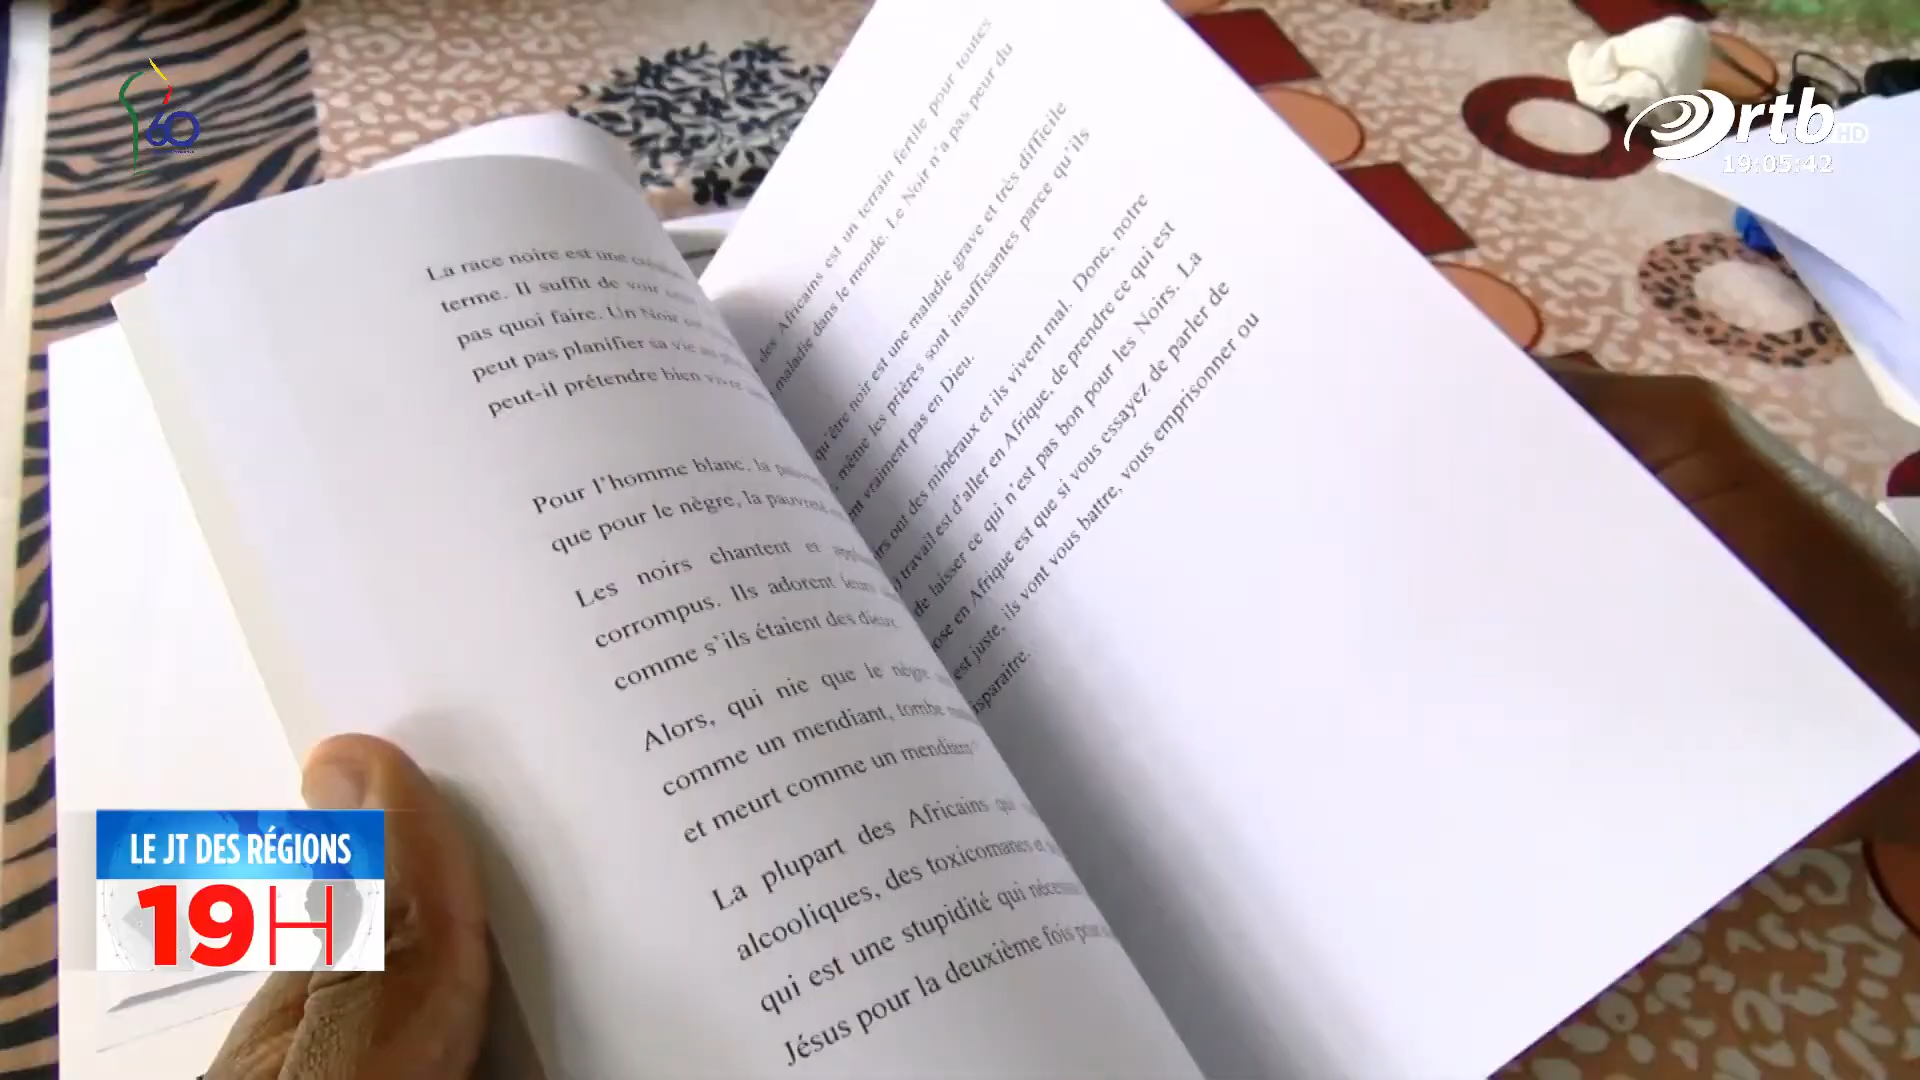 60
rtb HD
19:05:42
La race noire est une
terme. Il suffit de voir
pas quoi faire. Un Noir
peut pas planifier sa vie au
peut-il prétendre bien vivre
Pour l'homme blanc, la
que pour le nègre, la pauvreté
Les noirs chantent et
corrompus. Ils adorent leurs
comme s'ils étaient des dieux.
Alors, qui nie que le nègre
comme un mendiant, tombe
et meurt comme un mendiant ?
La plupart des Africains qui
alcooliques, des toxicomanes et
qui est une stupidité qui
Jésus pour la deuxième fois pour
des Africains est un terrain fertile pour toutes
maladie dans le monde. Le Noir n'a pas peur du
qu'être noir est une maladie grave et très difficile
même les prières sont insuffisantes parce qu'ils
vraiment pas en Dieu.
ont des minéraux et ils vivent mal. Donc, notre
travail est d'aller en Afrique, de prendre ce qui est
de laisser ce qui n'est pas bon pour les Noirs. La
en Afrique est que si vous essayez de parler de
est juste, ils vont vous battre, vous emprisonner ou
LE JT DES RÉGIONS
19H